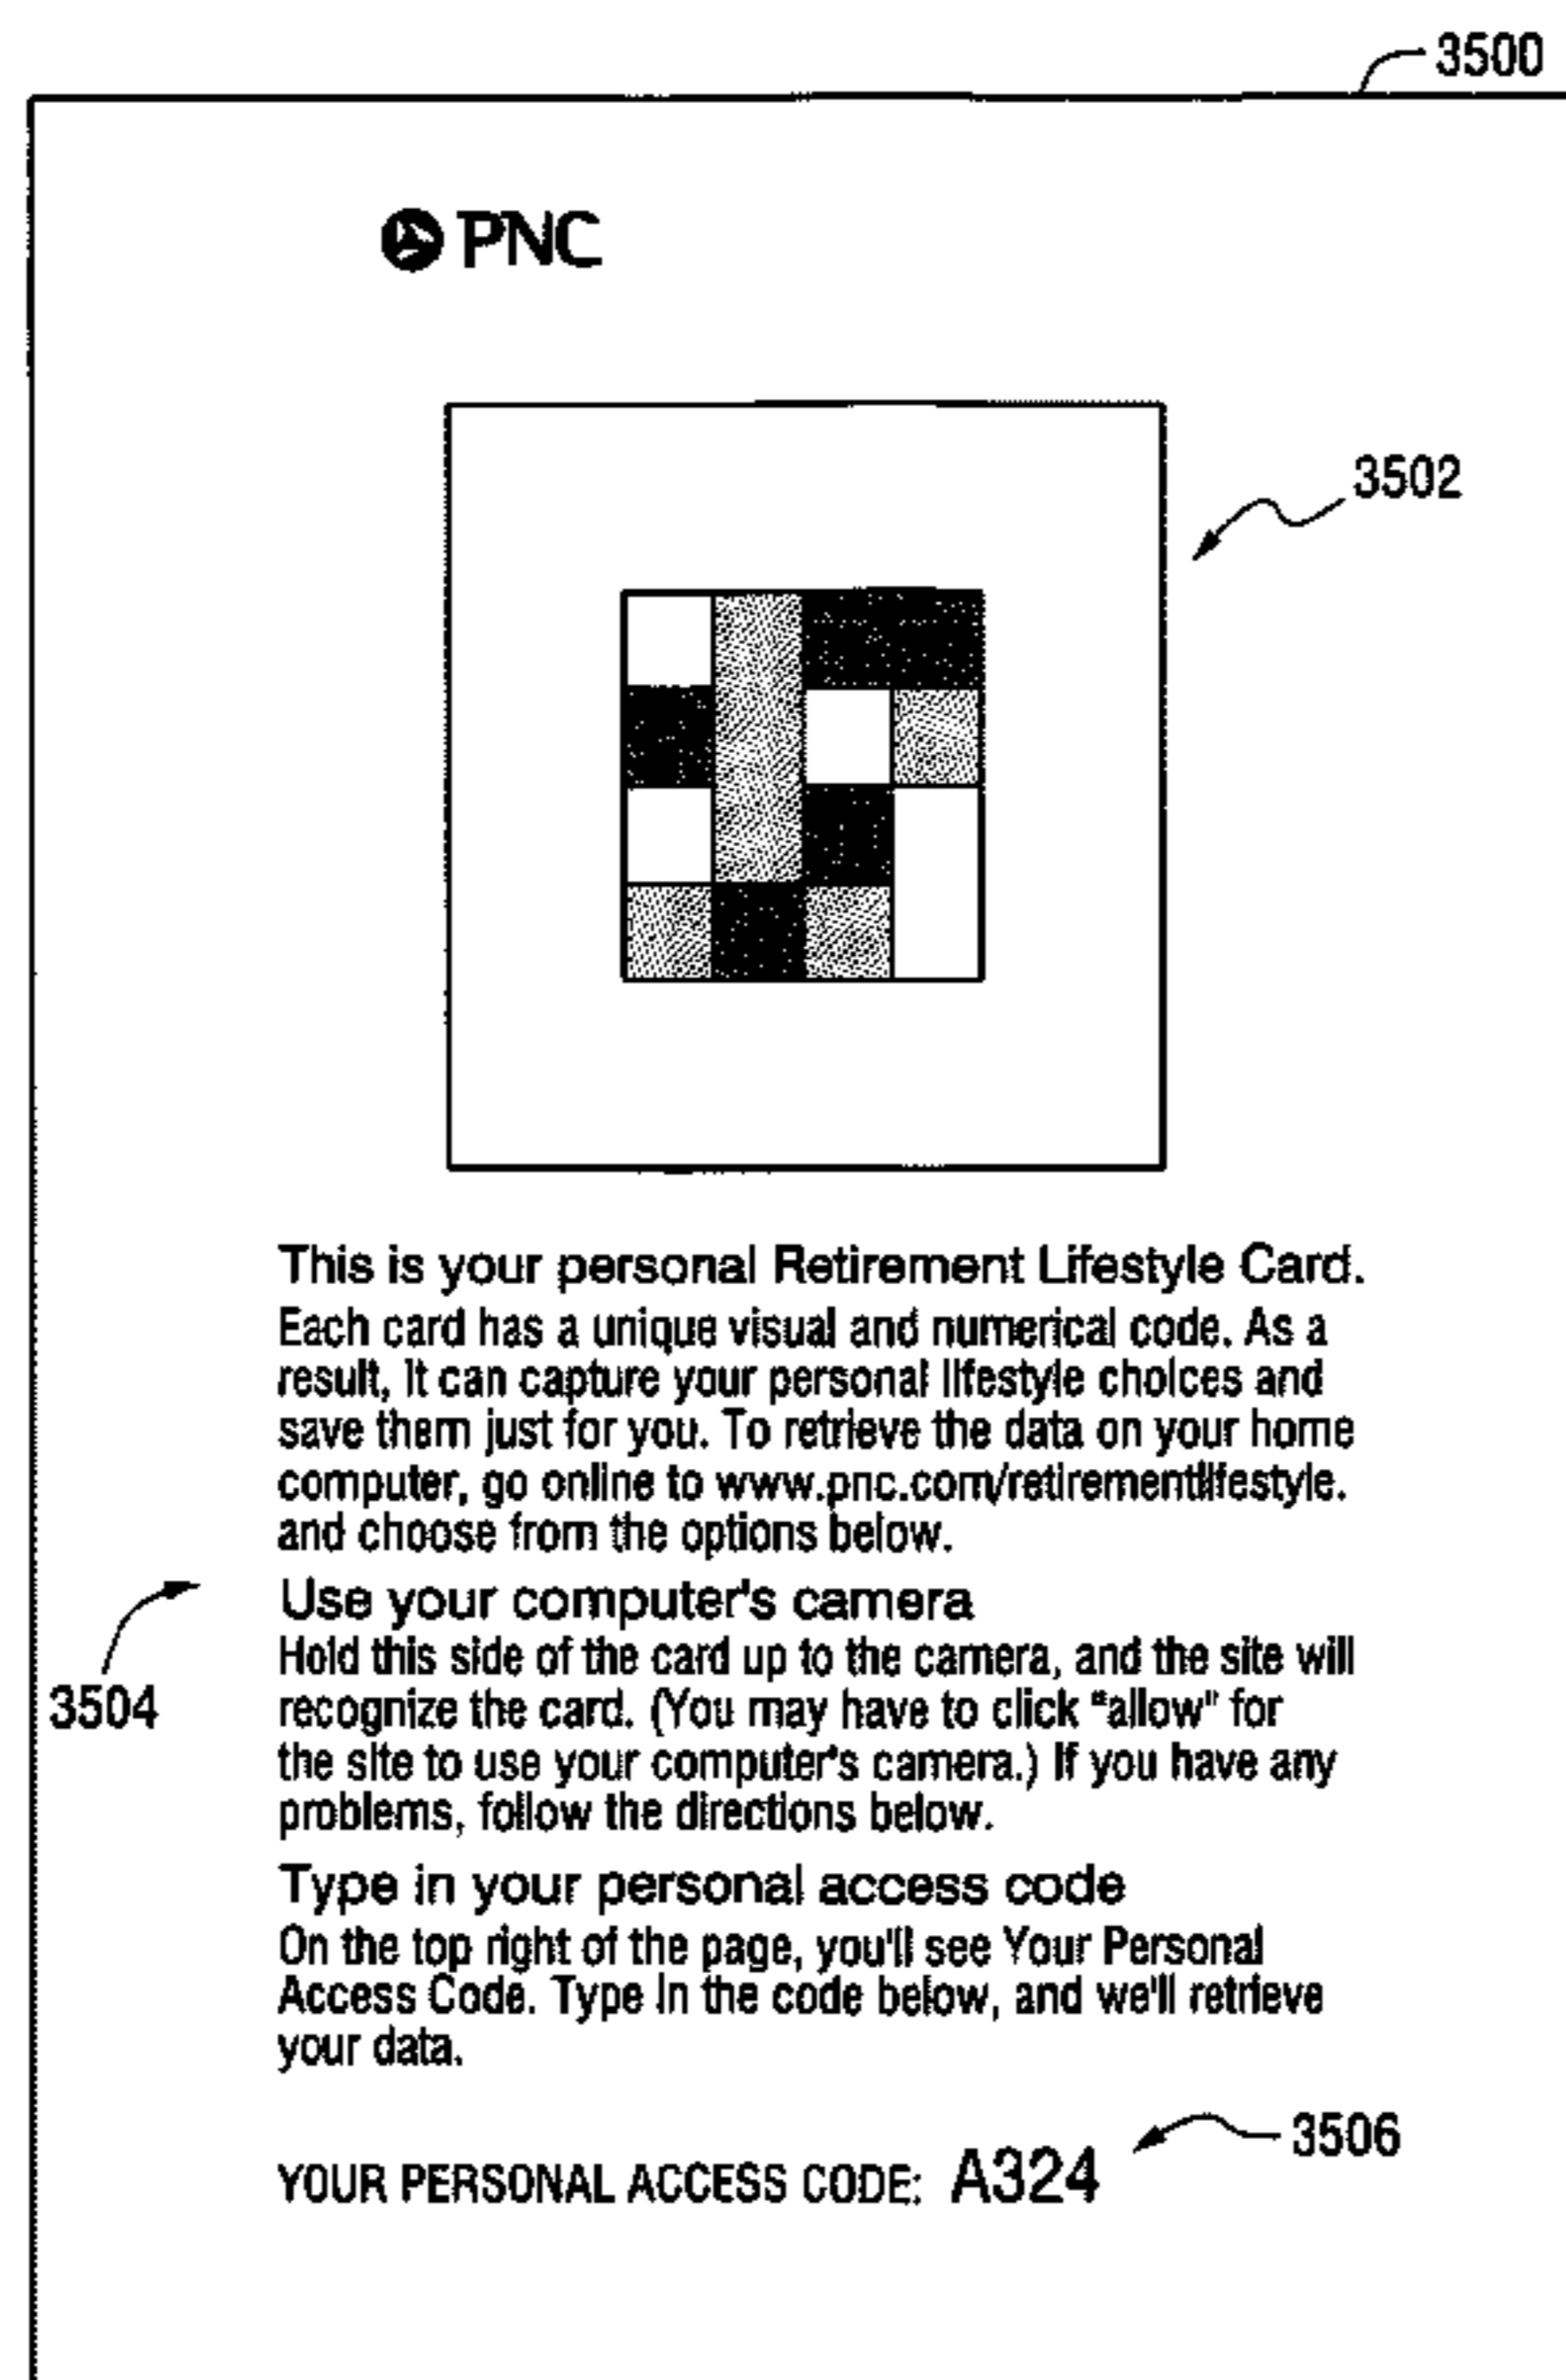 3500
PNC
3502
This is your personal Retirement Lifestyle Card.
Each card has a unique visual and numerical code. As a
result, it can capture your personal lifestyle choices and
save them just for you. To retrieve the data on your home
computer, go online to www.pnc.com/retirementlifestyle.
and choose from the options below.
Use your computer's camera
Hold this side of the card up to the camera, and the site will
recognize the card. (You may have to click "allow" for
the site to use your computer's camera.) If you have any
problems, follow the directions below.
3504
Type in your personal access code
On the top right of the page, you'll see Your Personal
Access Code. Type in the code below, and we'll retrieve
your data.
3506
YOUR PERSONAL ACCESS CODE: A324